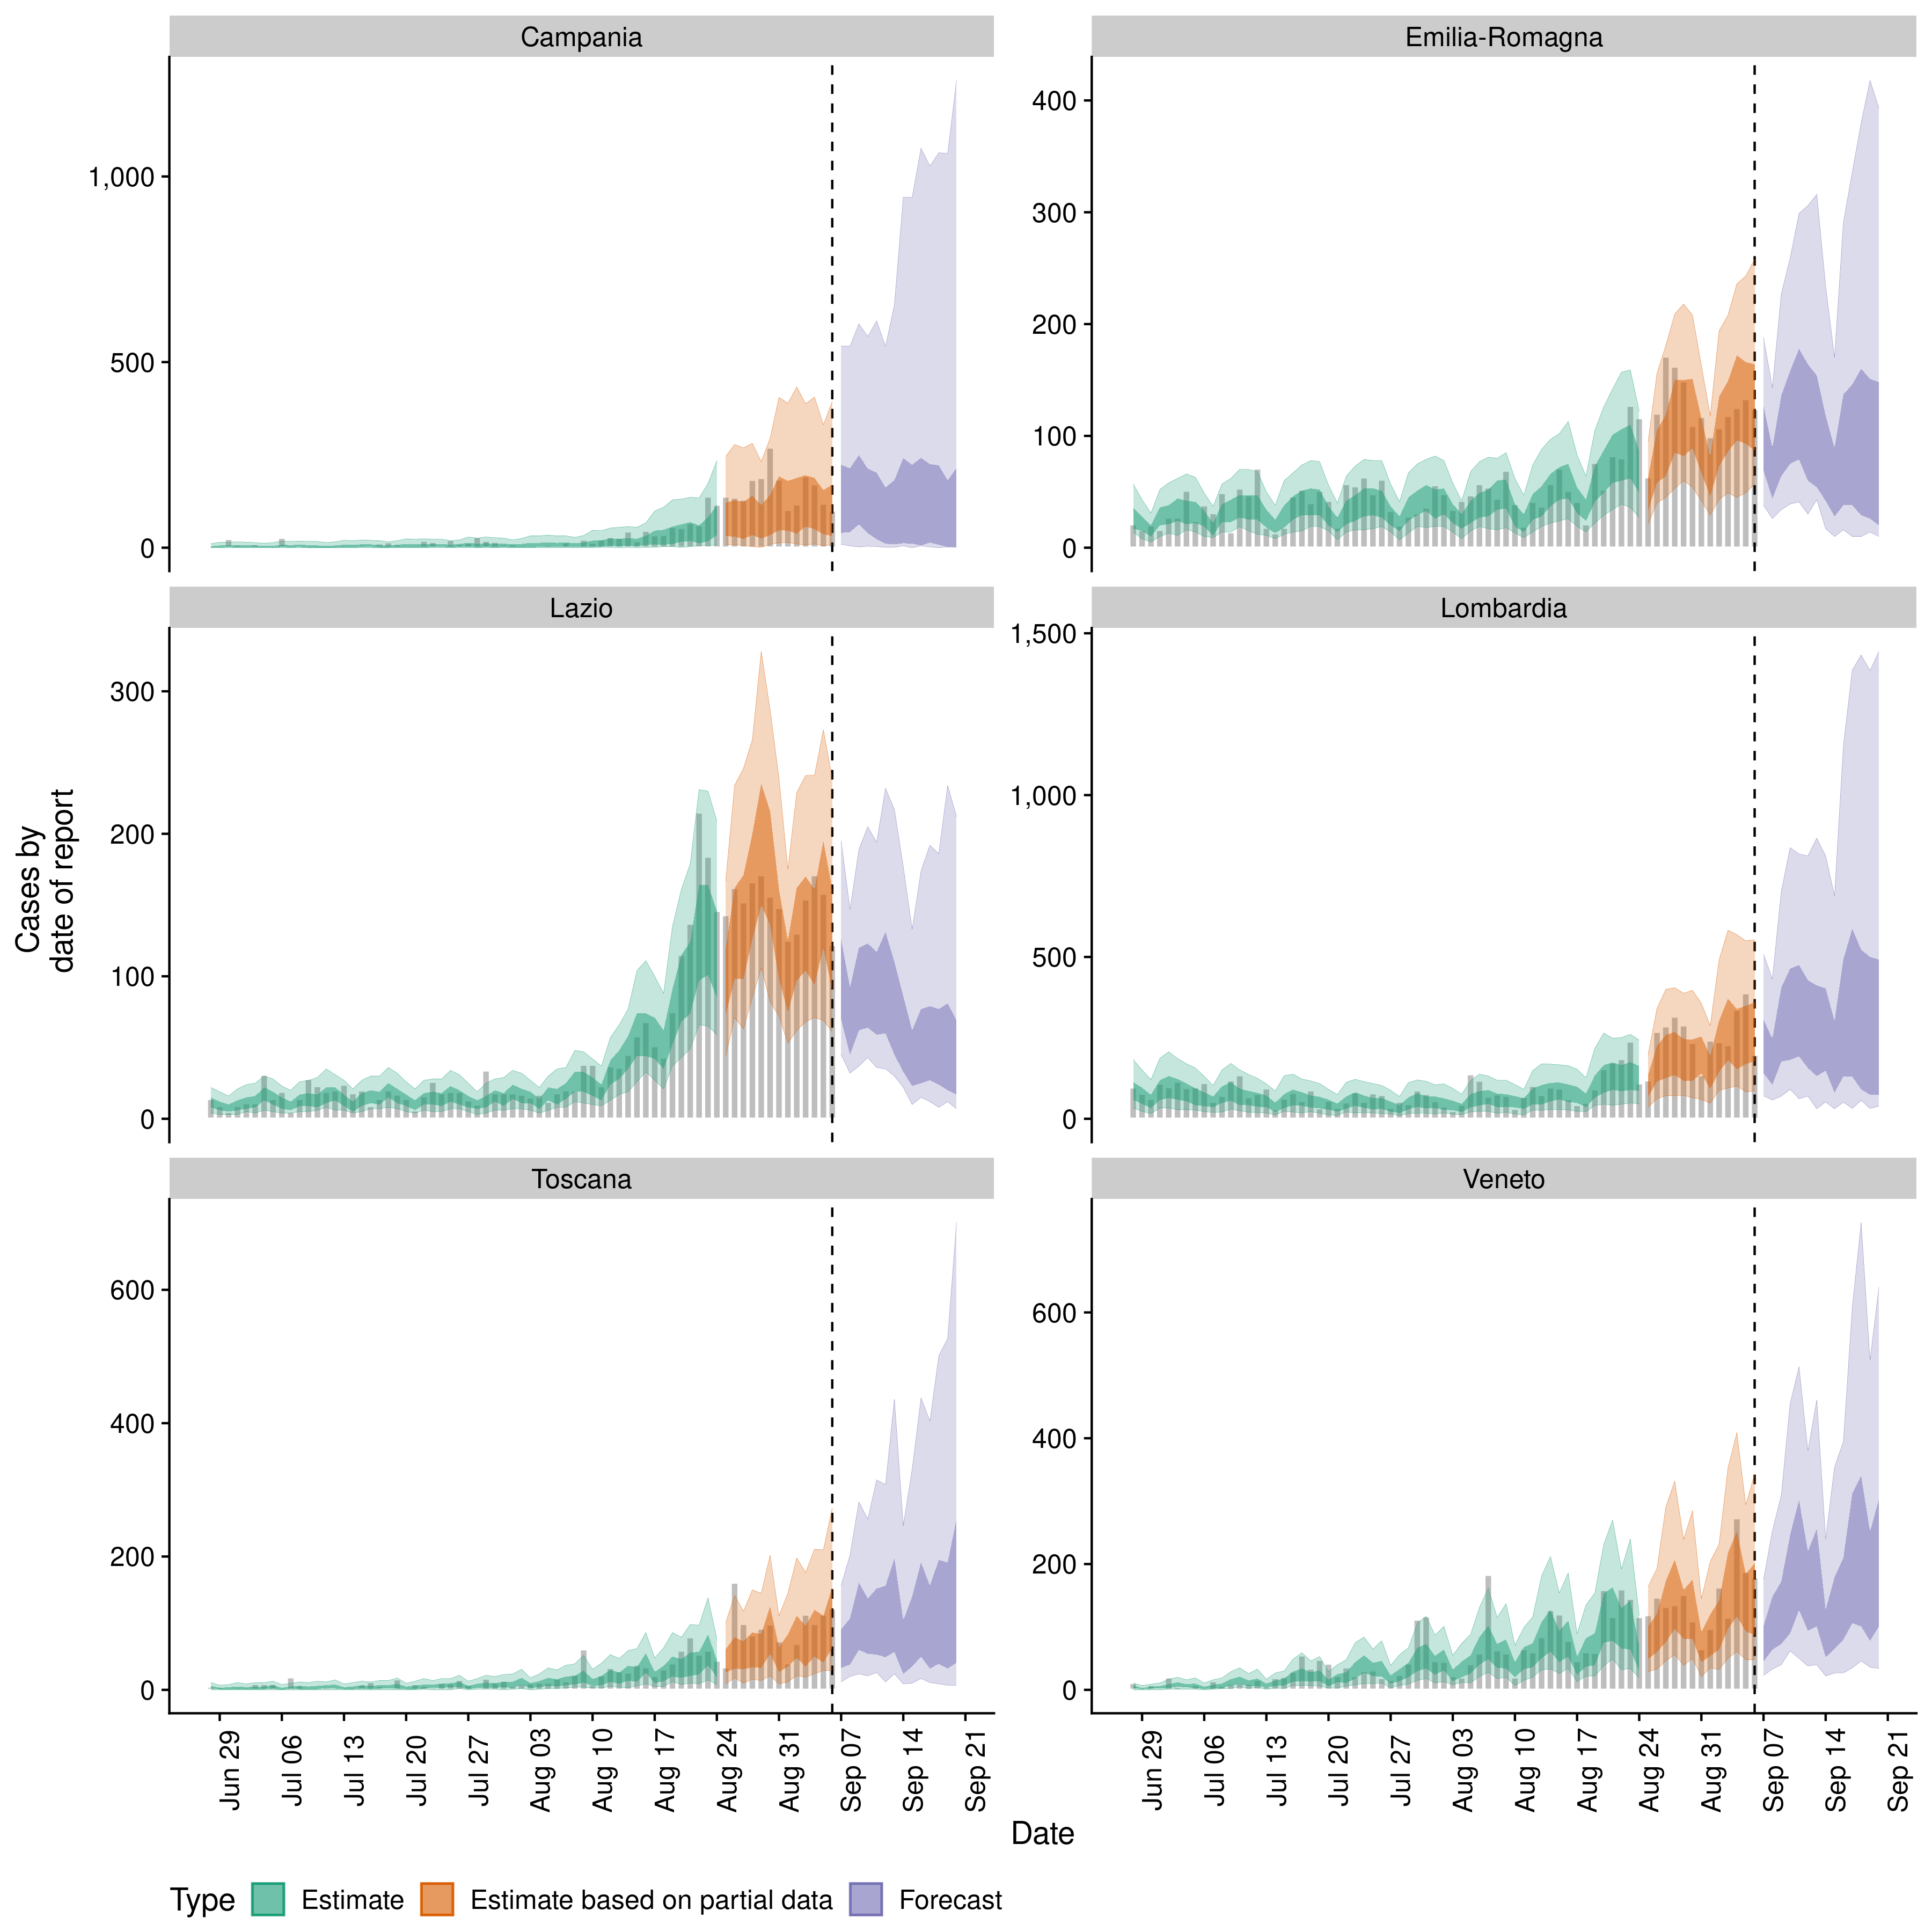 Campania
Emilia-Romagna
1,000
500
0
400
300
200
100
0
Lazio
Lombardia
300
200
100
0
1,500
1,000
500
0
Toscana
Veneto
600
400
200
0
600
400
200
0
Cases by
date of report
Jun 29
Jul 06
Jul 13
Jul 20
Jul 27
Aug 03
Aug 10
Aug 17
Aug 24
Aug 31
Sep 07
Sep 14
Sep 21
Jun 29
Jul 06
Jul 13
Jul 20
Jul 27
Aug 03
Aug 10
Aug 17
Aug 24
Aug 31
Sep 07
Sep 14
Sep 21
Date
Type Estimate Estimate based on partial data Forecast